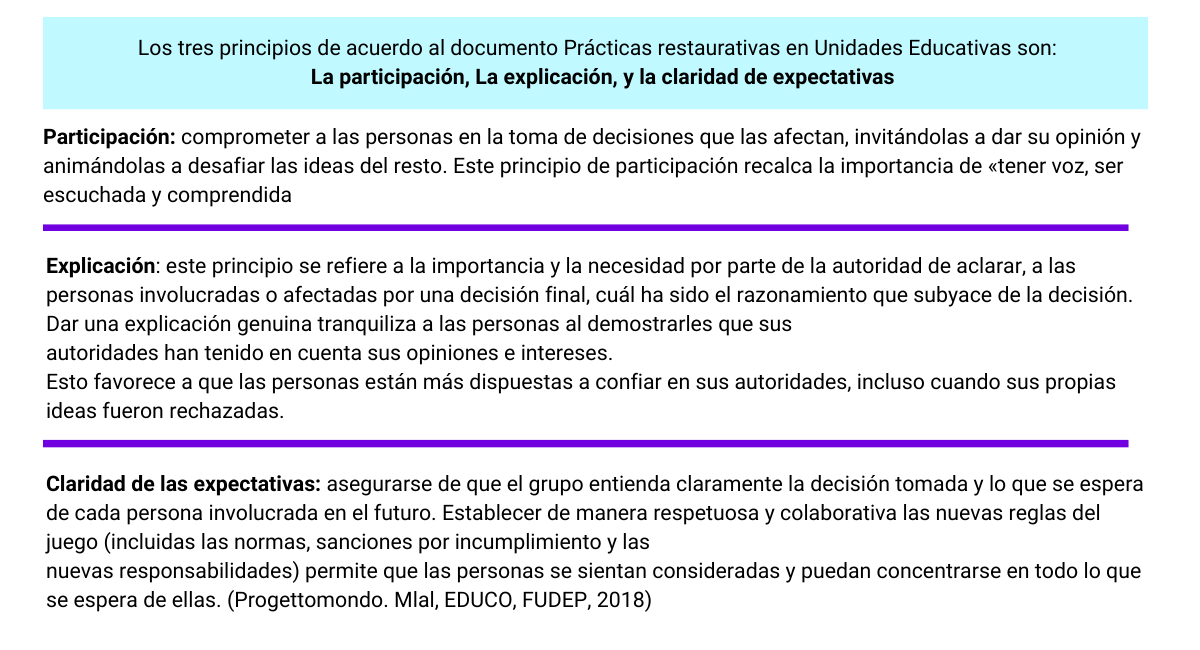 Los tres principios de acuerdo al documento Prácticas restaurativas en Unidades Educativas son:
La participación, La explicación, y la claridad de expectativas
Participación: comprometer a las personas en la toma de decisiones que las afectan, invitándolas a dar su opinión y
animándolas a desafiar las ideas del resto. Este principio de participación recalca la importancia de «tener voz, ser
escuchada y comprendida
Explicación: este principio se refiere a la importancia y la necesidad por parte de la autoridad de aclarar, a las
personas involucradas o afectadas por una decisión final, cuál ha sido el razonamiento que subyace de la decisión.
Dar una explicación genuina tranquiliza a las personas al demostrarles que sus
autoridades han tenido en cuenta sus opiniones e intereses.
Esto favorece a que las personas están más dispuestas a confiar en sus autoridades, incluso cuando sus propias
ideas fueron rechazadas.
Claridad de las expectativas: asegurarse de que el grupo entienda claramente la decisión tomada y lo que se espera
de cada persona involucrada en el futuro. Establecer de manera respetuosa y colaborativa las nuevas reglas del
juego (incluidas las normas, sanciones por incumplimiento y las
nuevas responsabilidades) permite que las personas se sientan consideradas y puedan concentrarse en todo lo que
se espera de ellas. (Progettomondo. Mlal, EDUCO, FUDEP, 2018)